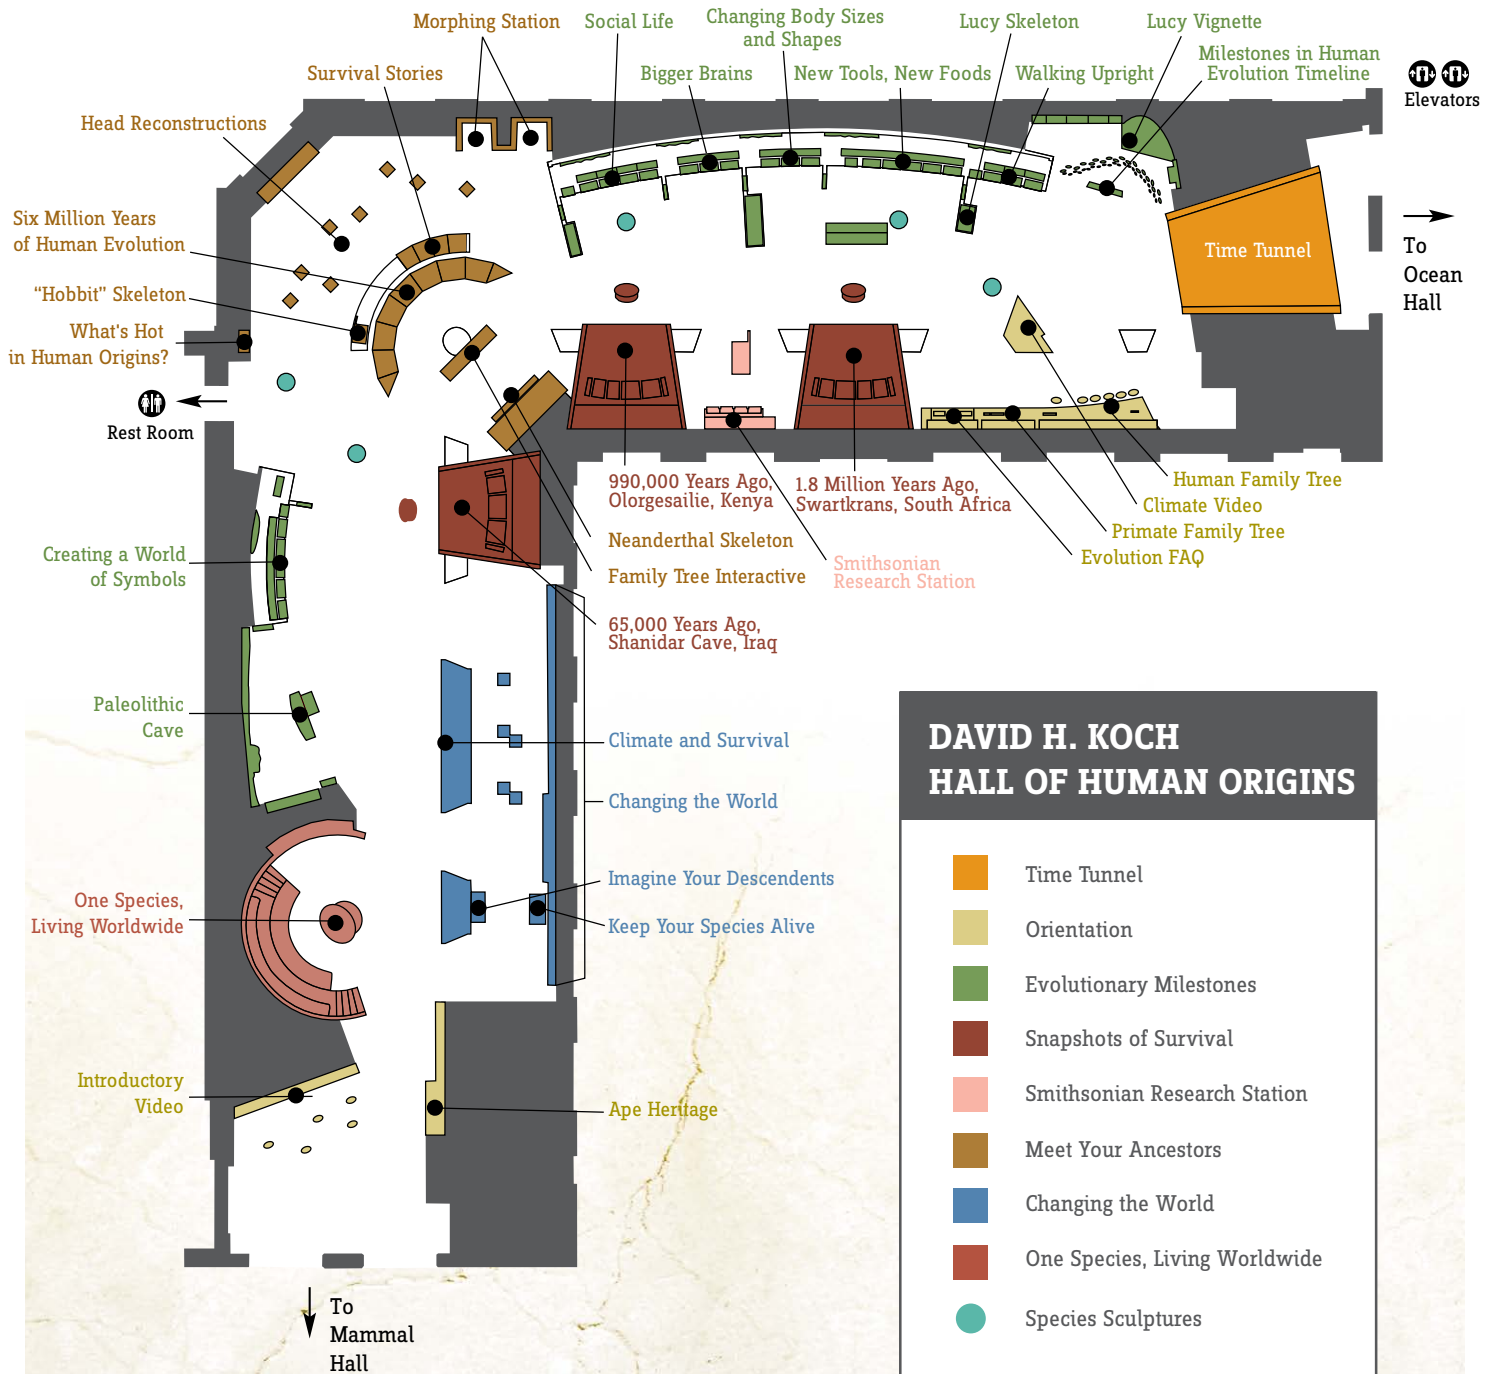 Morphing Station
Social Life
Changing Body Sizes
and Shapes
Lucy Skeleton
Lucy Vignette
Survival Stories
Bigger Brains
New Tools, New Foods
Walking Upright
Milestones in Human
Evolution Timeline
Elevators
Head Reconstructions
Six Million Years
of Human Evolution
"Hobbit" Skeleton
What's Hot
in Human Origins?
Rest Room
Time Tunnel
To
Ocean
Hall
990,000 Years Ago,
Olorgesailie, Kenya
1.8 Million Years Ago,
Swartkrans, South Africa
Human Family Tree
Climate Video
Primate Family Tree
Evolution FAQ
Neanderthal Skeleton
Family Tree Interactive
Smithsonian
Research Station
65,000 Years Ago,
Shanidar Cave, Iraq
Creating a World
of Symbols
Paleolithic
Cave
Climate and Survival
Changing the World
Imagine Your Descendents
Keep Your Species Alive
One Species,
Living Worldwide
Introductory
Video
Ape Heritage
To
Mammal
Hall
DAVID H. KOCH
HALL OF HUMAN ORIGINS
Time Tunnel
Orientation
Evolutionary Milestones
Snapshots of Survival
Smithsonian Research Station
Meet Your Ancestors
Changing the World
One Species, Living Worldwide
Species Sculptures